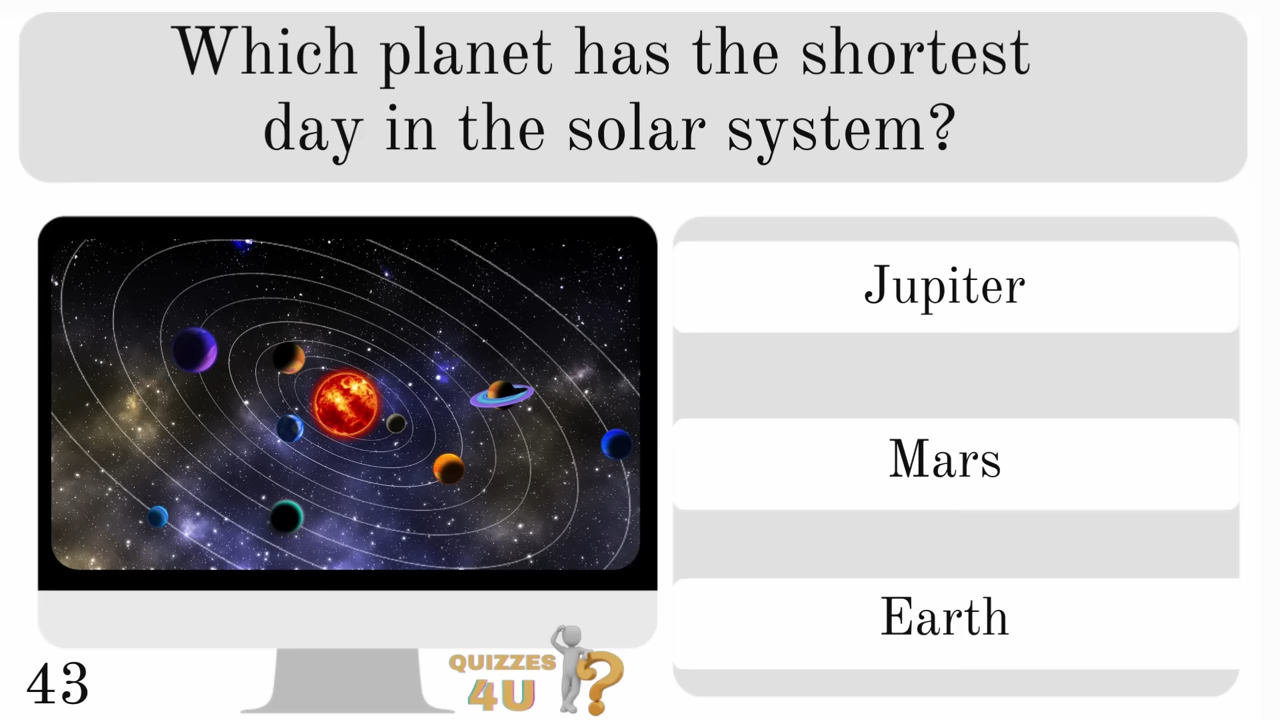 Which planet has the shortest
day in the solar system?
Jupiter
Mars
Earth
43
QUIZZES
4U